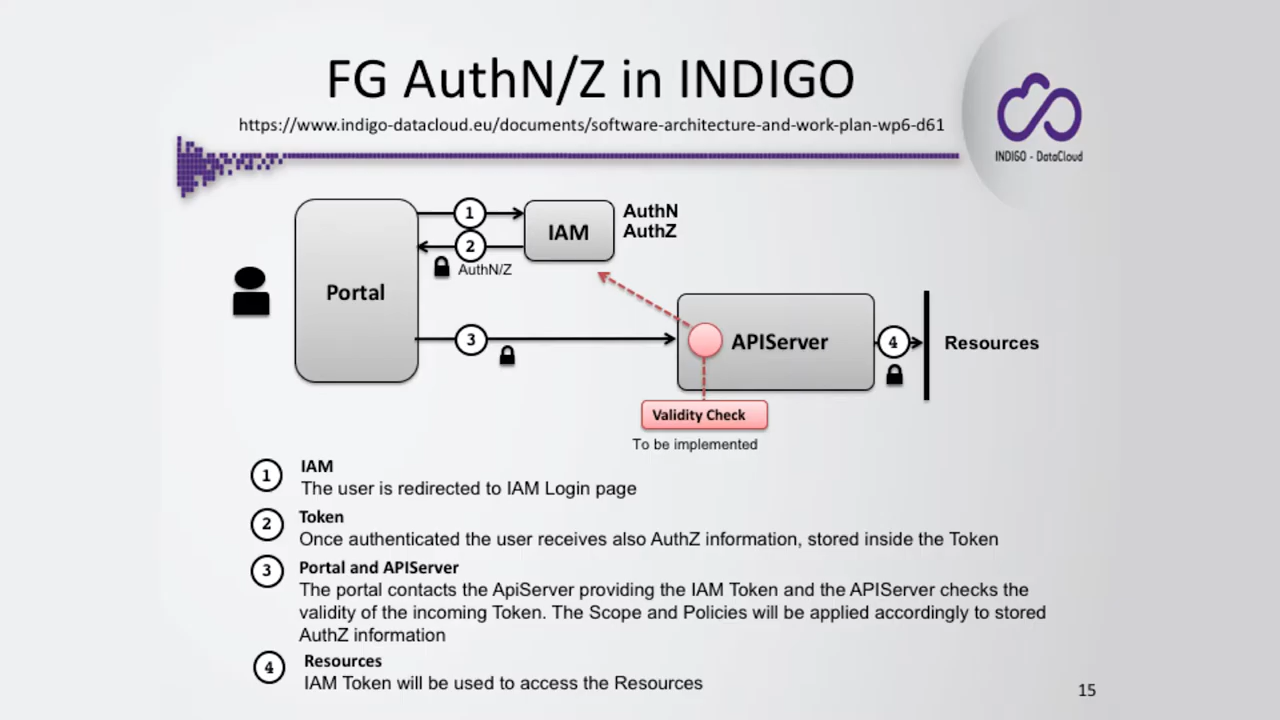 FG AuthN/Z in INDIGO
https://www.indigo-datacloud.eu/documents/software-architecture-and-work-plan-wp6-d61
INDIGO - DataCloud
1
IAM
AuthN
AuthZ
2
AuthN/Z
Portal
3
APIServer
4
Resources
Validity Check
To be implemented
1
IAM
The user is redirected to IAM Login page
2
Token
Once authenticated the user receives also AuthZ information, stored inside the Token
3
Portal and APIServer
The portal contacts the ApiServer providing the IAM Token and the APIServer checks the
validity of the incoming Token. The Scope and Policies will be applied accordingly to stored
AuthZ information
4
Resources
IAM Token will be used to access the Resources
15